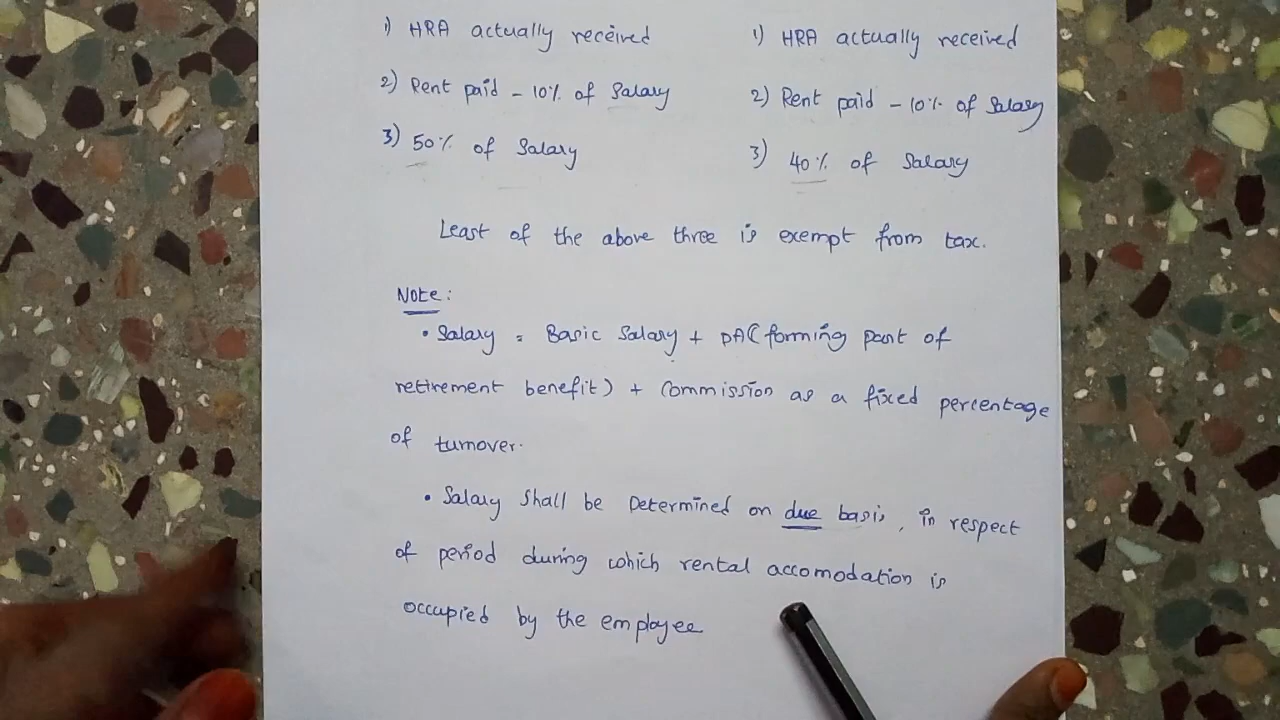 1) HRA actually received
2) Rent paid - 10% of Salary
3) 50% of Salary
1) HRA actually received
2) Rent paid - 10% of Salary
3) 40% of Salary
Least of the above three is exempt from tax.
Note:
• Salary = Basic Salary + DA (forming part of
retirement benefit) + Commission as a fixed percentage
of turnover.
• Salary Shall be Determined on due basis, in respect
of period during which rental accomodation is
occupied by the employee